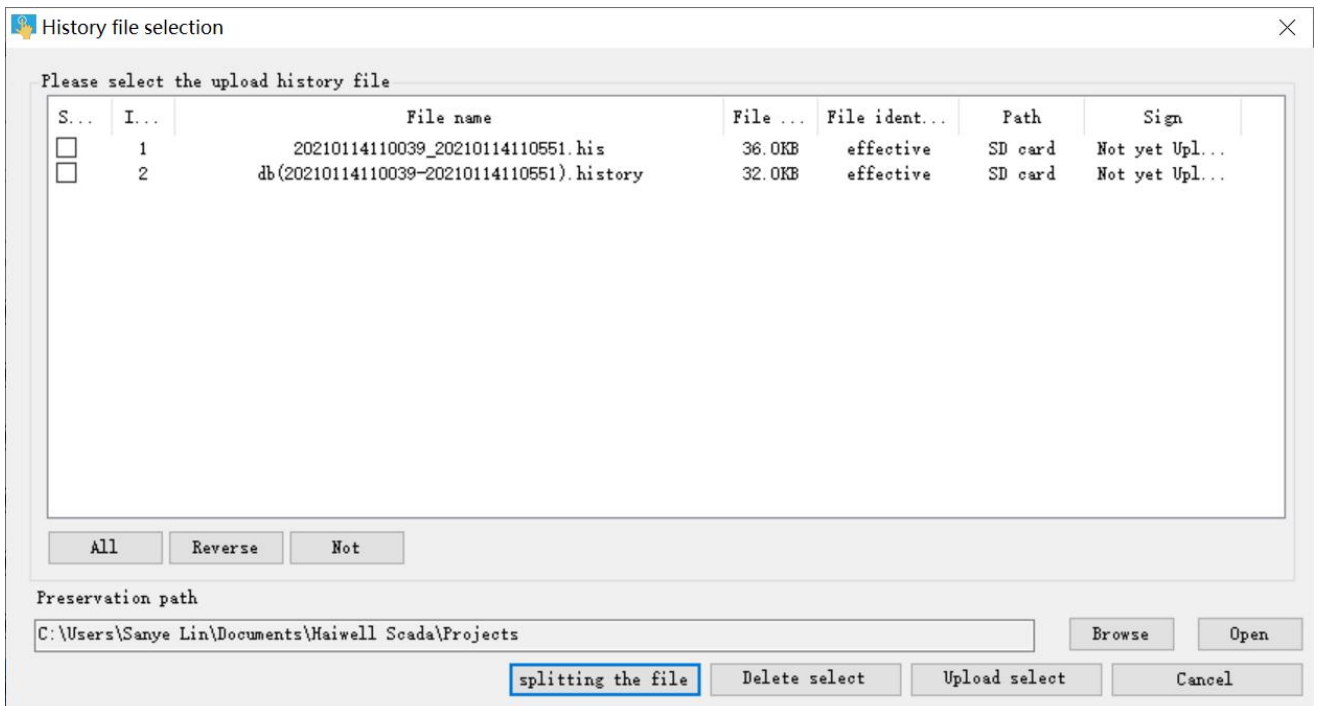 History file selection
Please select the upload history file
S... I... File name File ... File ident... Path Sign
1 20210114110039_20210114110551.his 36.0KB effective SD card Not yet Upl...
2 db(20210114110039-20210114110551).history 32.0KB effective SD card Not yet Upl...
All Reverse Not
Preservation path
C:\Users\Sanye Lin\Documents\Haiwell Scada\Projects Browse Open
splitting the file Delete select Upload select Cancel